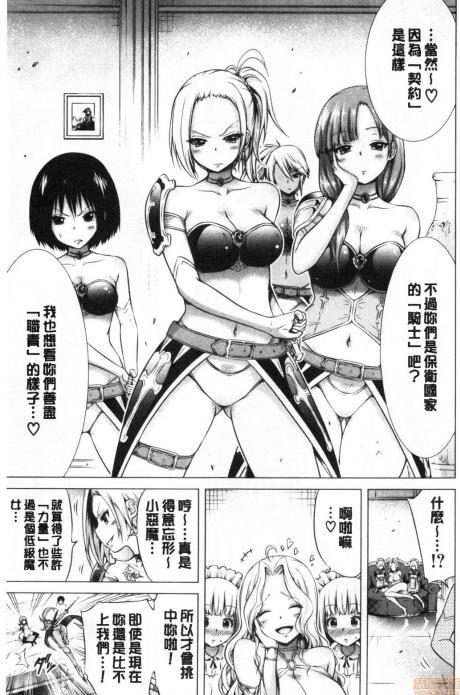 …當然～♡
因為「契約」
是這樣
不過妳們是保衛國家
的「騎士」吧?
我也想看妳們善盡
「職責」的樣子…♡
什麼～…!?
啊啦嘛
哼～…真是
得意忘形～
小惡魔…
就算得了些許
「力量」也不
過是個低級魔
女…
所以才會挑
中妳啦!
即使是現在
妳還是比不
上我們…!